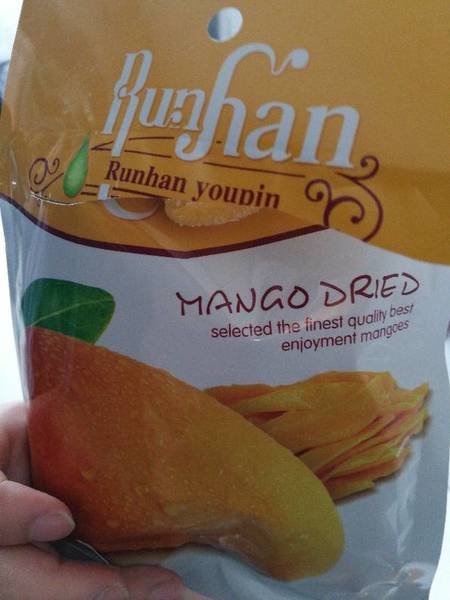 Runhan
Runhan youpin
MANGO DRIED
selected the finest quality best
enjoyment mangoes